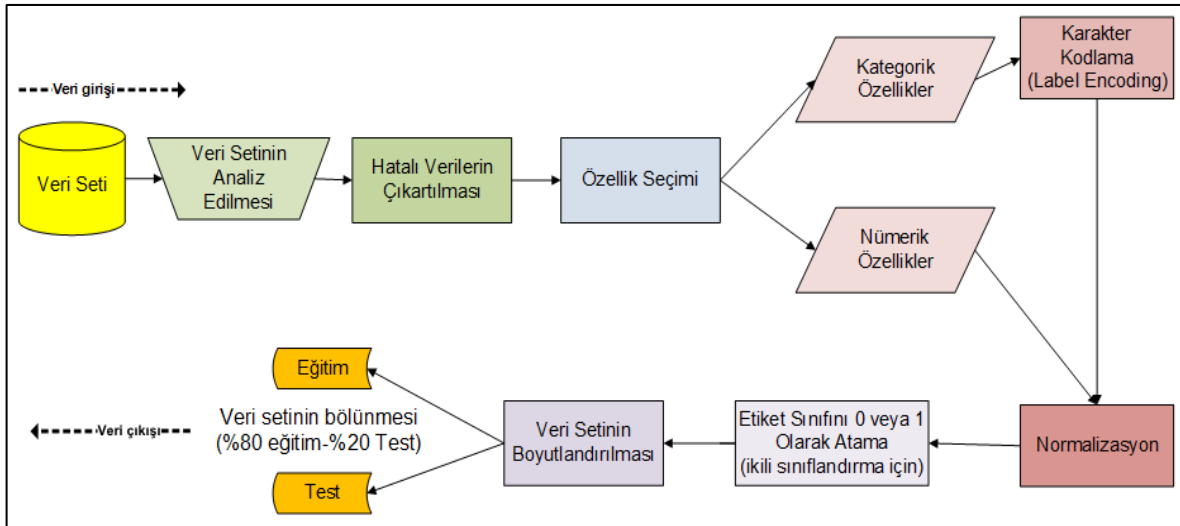 Veri girişi
Veri Seti
Veri Setinin
Analiz
Edilmesi
Hatalı Verilerin
Çıkartılması
Özellik Seçimi
Kategorik
Özellikler
Karakter
Kodlama
(Label Encoding)
Nümerik
Özellikler
Normalizasyon
Etiket Sınıfını 0 veya 1
Olarak Atama
(ikili sınıflandırma için)
Veri Setinin
Boyutlandırılması
Eğitim
Veri setinin bölünmesi
(%80 eğitim-%20 Test)
Test
Veri çıkışı